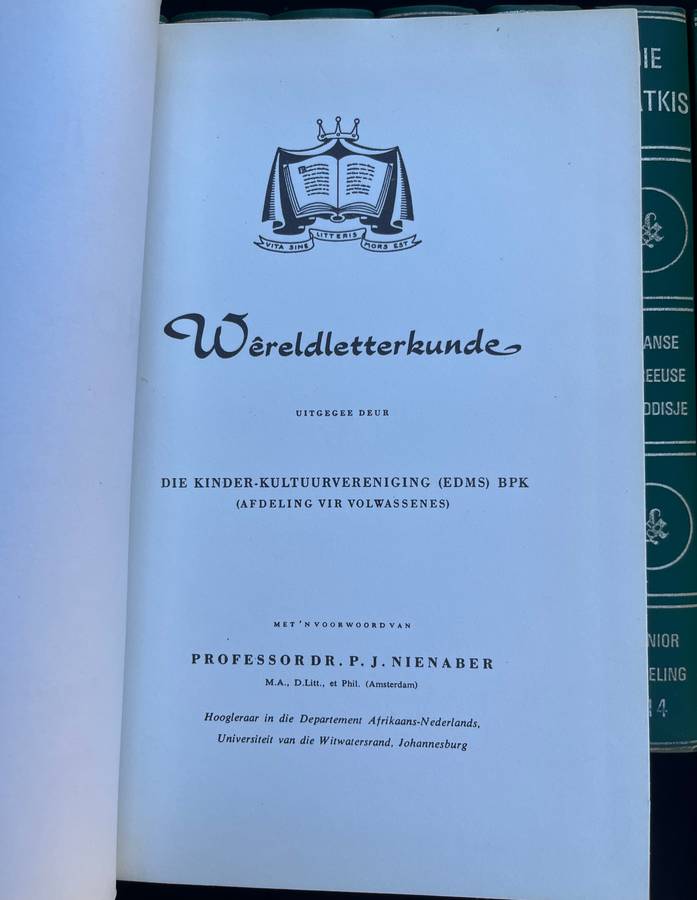 VITA SINE LITTERIS MORS EST
Wêreldletterkunde
UITGEGEE DEUR
DIE KINDER-KULTUURVERENIGING (EDMS) BPK
(AFDELING VIR VOLWASSENES)
MET 'N VOORWOORD VAN
PROFESSOR DR. P. J. NIENABER
M.A., D.Litt., et Phil. (Amsterdam)
Hoogleraar in die Departement Afrikaans-Nederlands,
Universiteit van die Witwatersrand, Johannesburg
IE
ATKIS
ANSE
EEUSE
DDISJE
NIOR
ELING
14